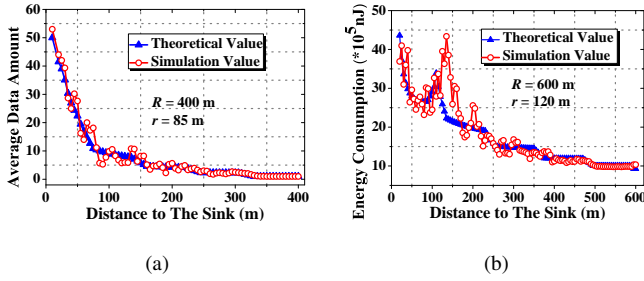 Average Data Amount
60
50
40
30
20
10
0
Theoretical Value
Simulation Value
R = 400 m
r = 85 m
0 100 200 300 400
Distance to The Sink (m)
(a)
Energy Consumption (*10⁵nJ)
50
40
30
20
10
Theoretical Value
Simulation Value
R = 600 m
r = 120 m
0 100 200 300 400 500 600
Distance to The Sink (m)
(b)